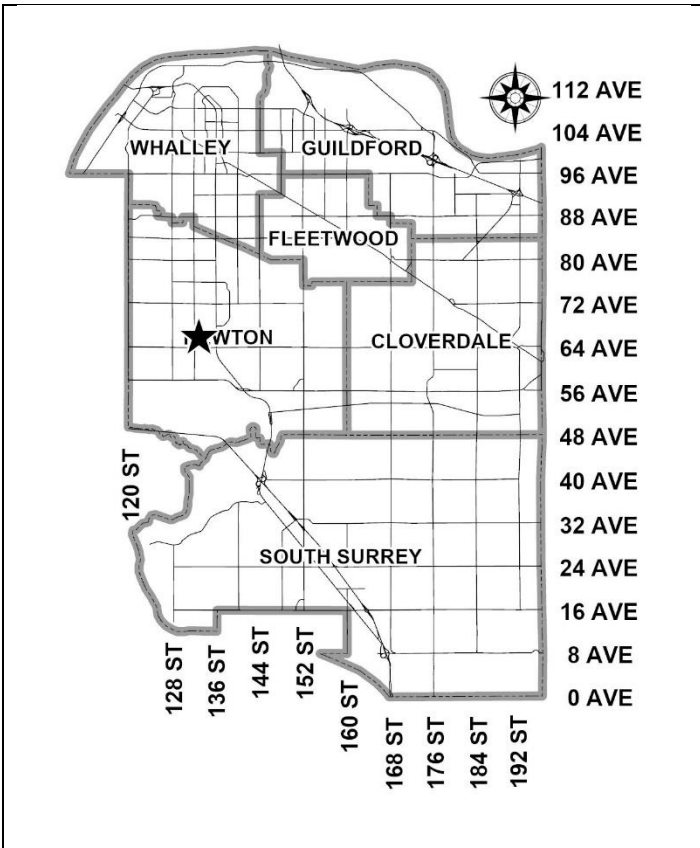 112 AVE
104 AVE
WHALLEY
GUILDFORD
96 AVE
88 AVE
FLEETWOOD
80 AVE
72 AVE
WTON
CLOVERDALE
64 AVE
56 AVE
48 AVE
120 ST
40 AVE
32 AVE
SOUTH SURREY
24 AVE
16 AVE
128 ST
136 ST
144 ST
152 ST
160 ST
8 AVE
0 AVE
168 ST
176 ST
184 ST
192 ST